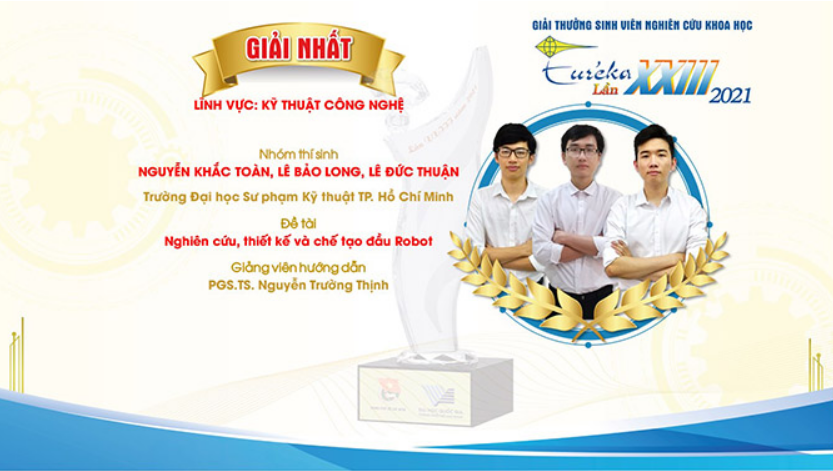 GIẢI NHẤT
LĨNH VỰC: KỸ THUẬT CÔNG NGHỆ
Nhóm thí sinh
NGUYỄN KHẮC TOÀN, LÊ BẢO LONG, LÊ ĐỨC THUẬN
Trường Đại học Sư phạm Kỹ thuật TP. Hồ Chí Minh
Đề tài
Nghiên cứu, thiết kế và chế tạo đầu Robot
Giảng viên hướng dẫn
PGS.TS. Nguyễn Trường Thịnh
GIẢI THƯỞNG SINH VIÊN NGHIÊN CỨU KHOA HỌC
Eureka
Lần XXIII 2021